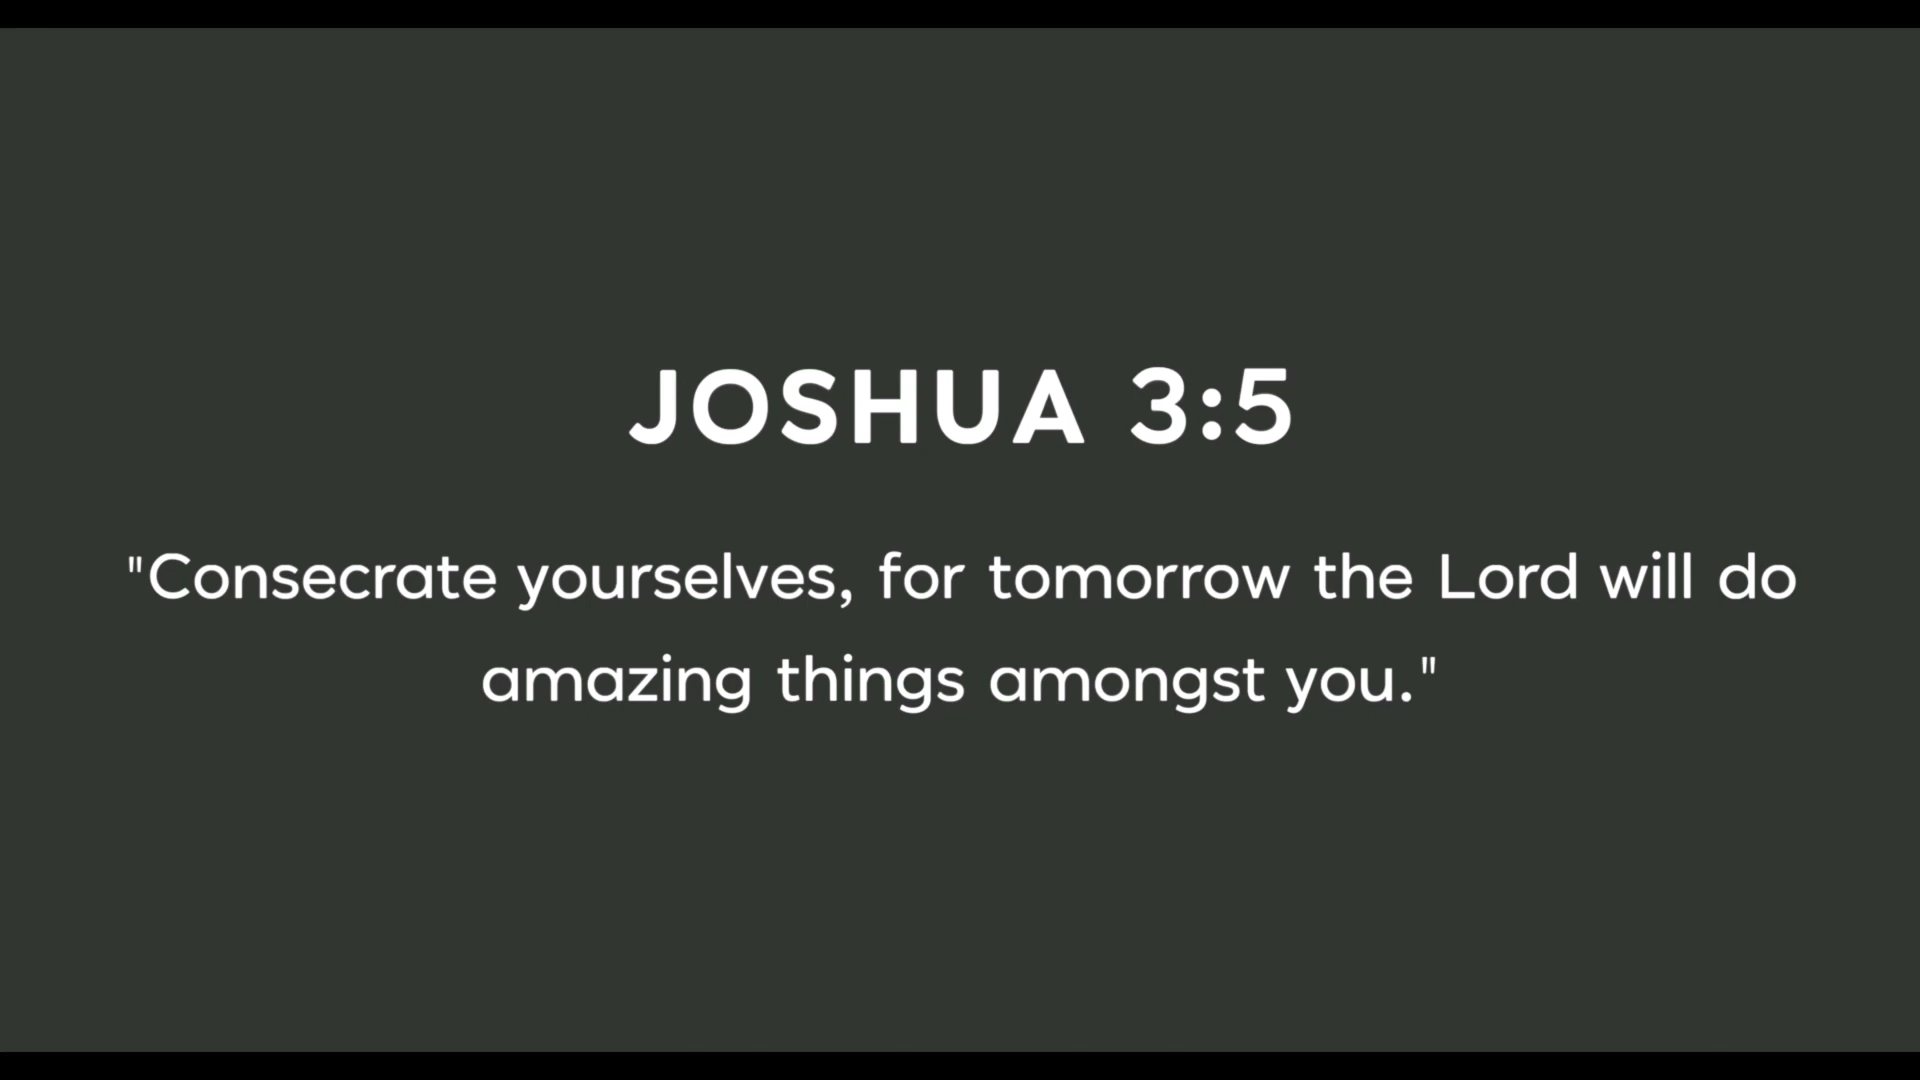 JOSHUA 3:5
"Consecrate yourselves, for tomorrow the Lord will do
amazing things amongst you."